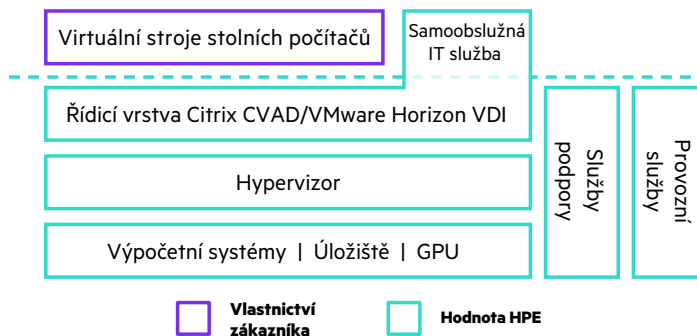 Virtuální stroje stolních počítačů
Samoobslužná
IT služba
Řídicí vrstva Citrix CVAD/VMware Horizon VDI
Hypervizor
Výpočetní systémy | Úložiště | GPU
Služby
podpory
Provozní
služby
Vlastnictví
zákazníka
Hodnota HPE